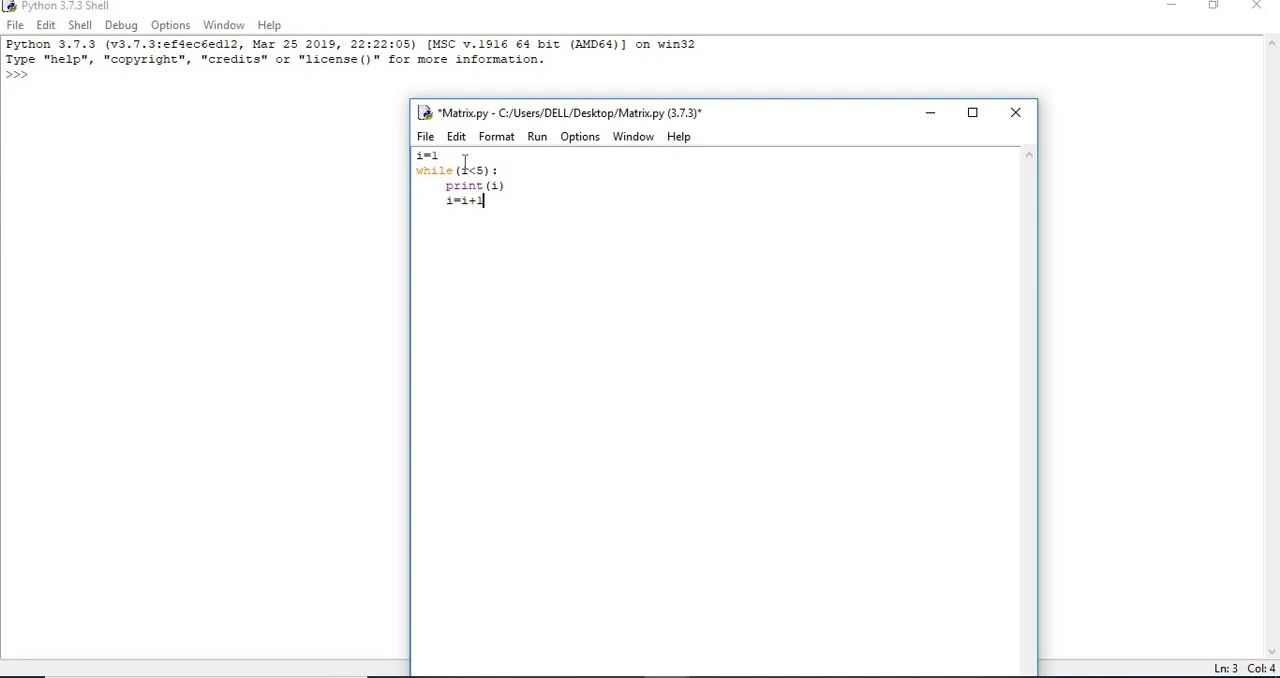 Python 3.7.3 Shell
File Edit Shell Debug Options Window Help
Python 3.7.3 (v3.7.3:ef4ec6ed12, Mar 25 2019, 22:22:05) [MSC v.1916 64 bit (AMD64)] on win32
Type "help", "copyright", "credits" or "license()" for more information.
>>>
*Matrix.py - C:/Users/DELL/Desktop/Matrix.py (3.7.3)*
File Edit Format Run Options Window Help
i=1
while(i<5):
    print(i)
    i=i+1
Ln: 3 Col: 4